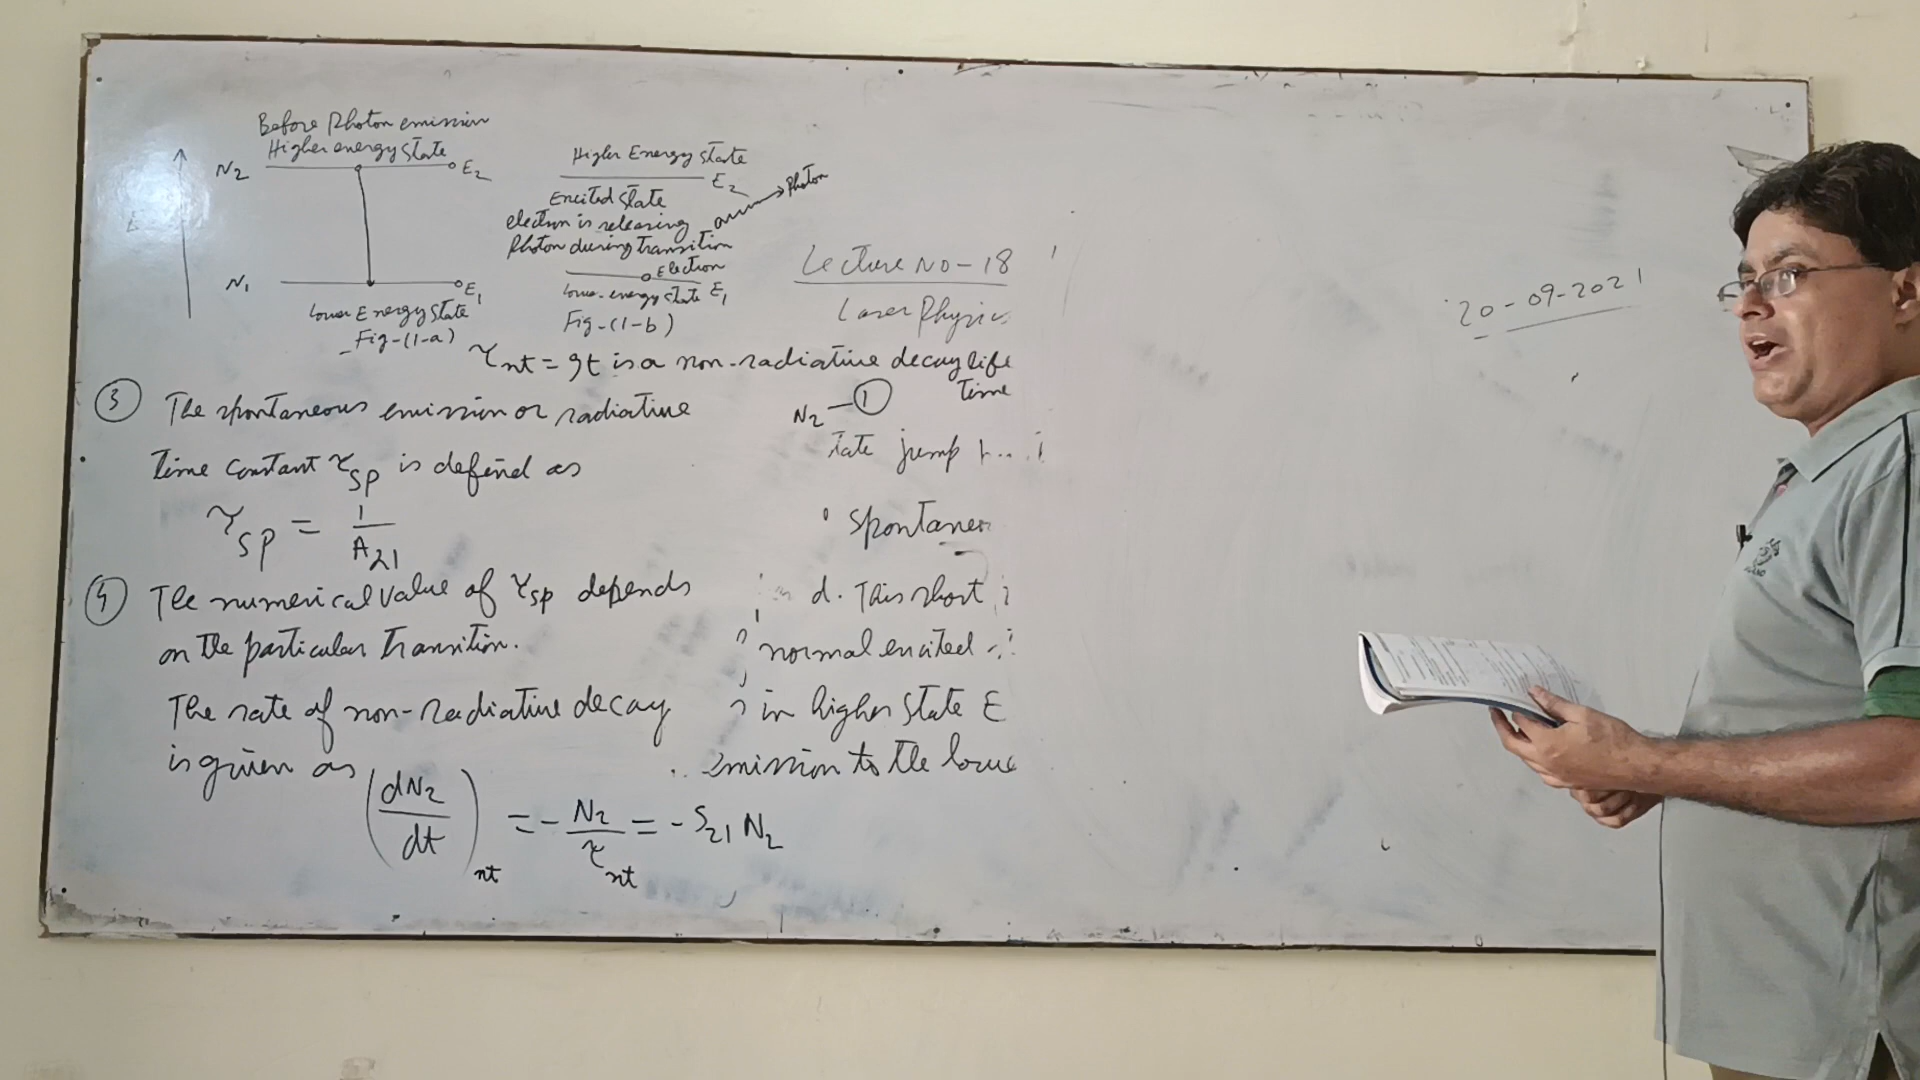 Before Photon emission
Higher energy state
N2 E2
E
N1 E1
Lower Energy state
Fig-(1-a)
Higher Energy state
E2
Photon
Excited state
electron is releasing
Photon during transition
Election
Lower-energy state E1
Fig-(1-b)
Lecture NO-18
Laser Physics
20-09-2021
τnt = It is a non-radiative decay life
time
③ The spontaneous emission or radiative
time constant τsp is defined as
τsp = 1/A21
④ The numerical value of τsp depends
on the particular transition.
The rate of non-radiative decay
is given as
(dN2/dt)nt = - N2/τnt = - S21 N2
N2 — ①
tate jump
spontaneo
d. This short
normal excited
in higher state E
emission to the lowe